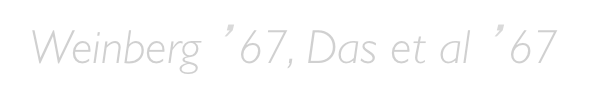 Weinberg ’67, Das et al ’67